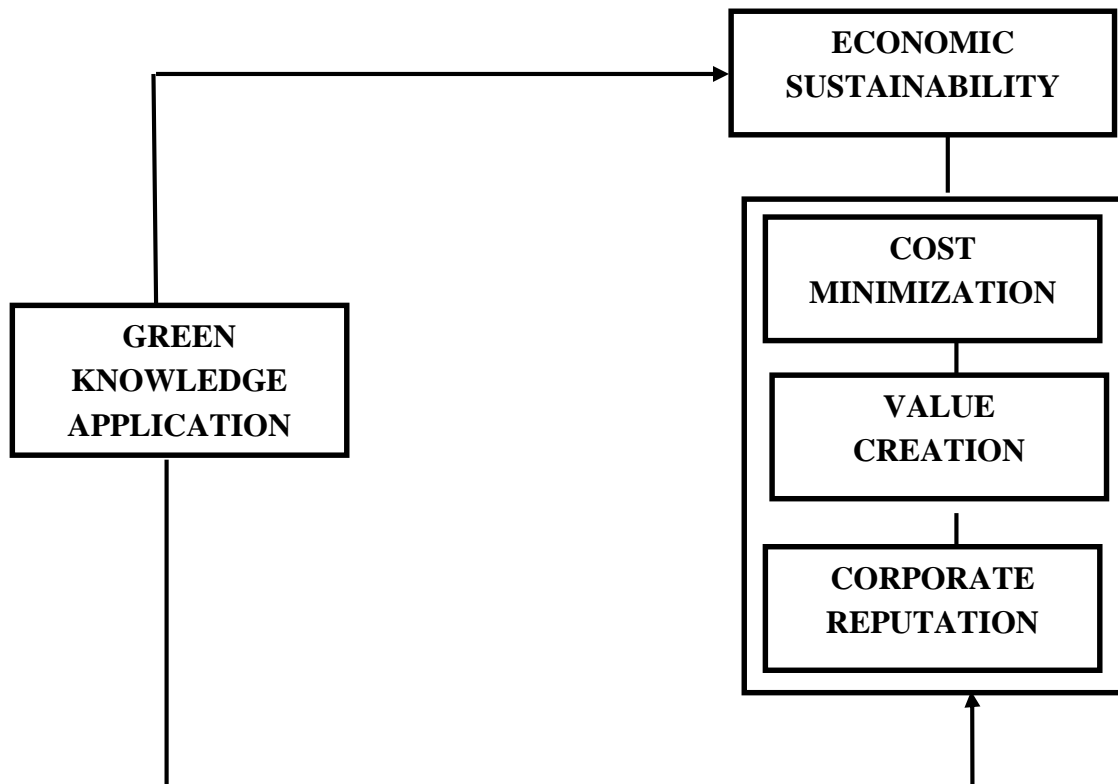 ECONOMIC
SUSTAINABILITY
COST
MINIMIZATION
GREEN
KNOWLEDGE
APPLICATION
VALUE
CREATION
CORPORATE
REPUTATION